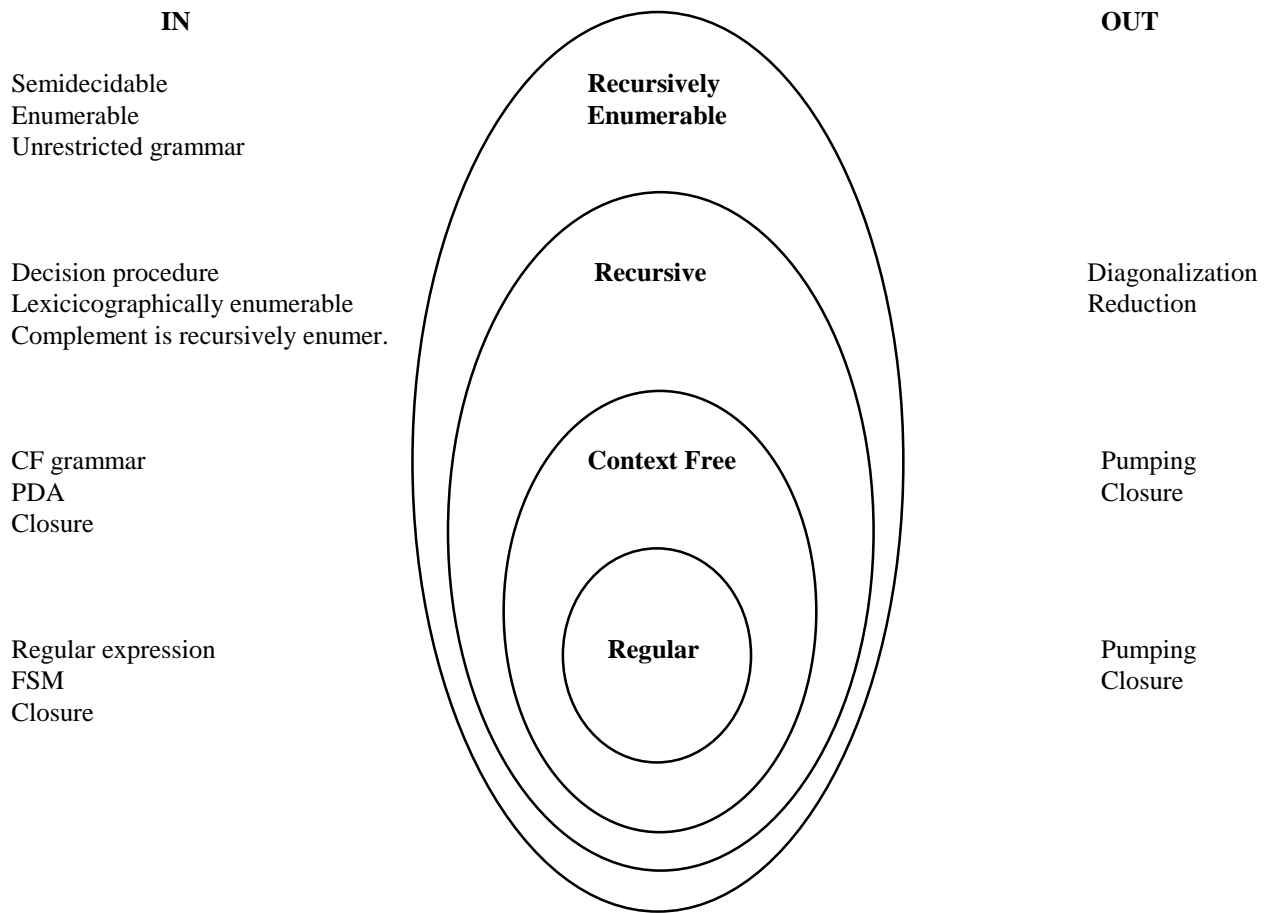 IN
OUT
Semidecidable
Enumerable
Unrestricted grammar
Recursively
Enumerable
Decision procedure
Lexicicographically enumerable
Complement is recursively enumer.
Recursive
Diagonalization
Reduction
CF grammar
PDA
Closure
Context Free
Pumping
Closure
Regular expression
FSM
Closure
Regular
Pumping
Closure